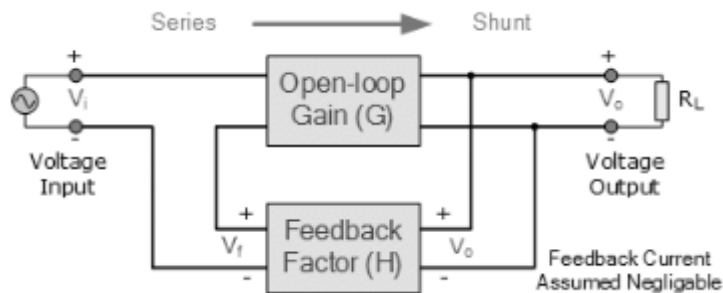 Series
Shunt
+
Vi
-
Voltage
Input
Open-loop
Gain (G)
+
Vo
-
RL
Voltage
Output
+
Vf
-
Feedback
Factor (H)
+
Vo
-
Feedback Current
Assumed Negligable